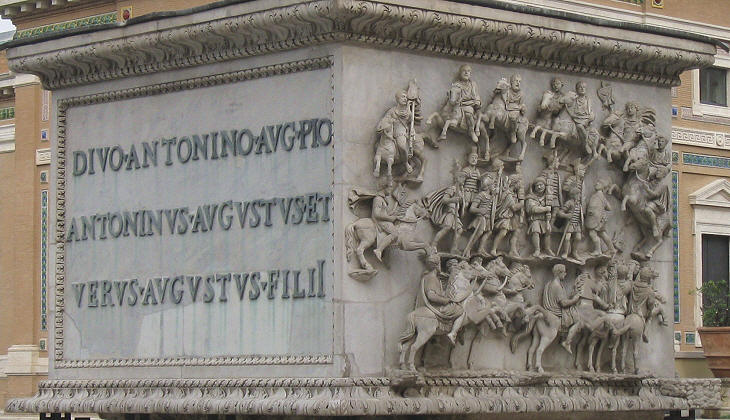 DIVO·ANTONINO·AVG·PIO
ANTONINVS·AVGVSTVS·ET
VERVS·AVGVSTVS·FILII